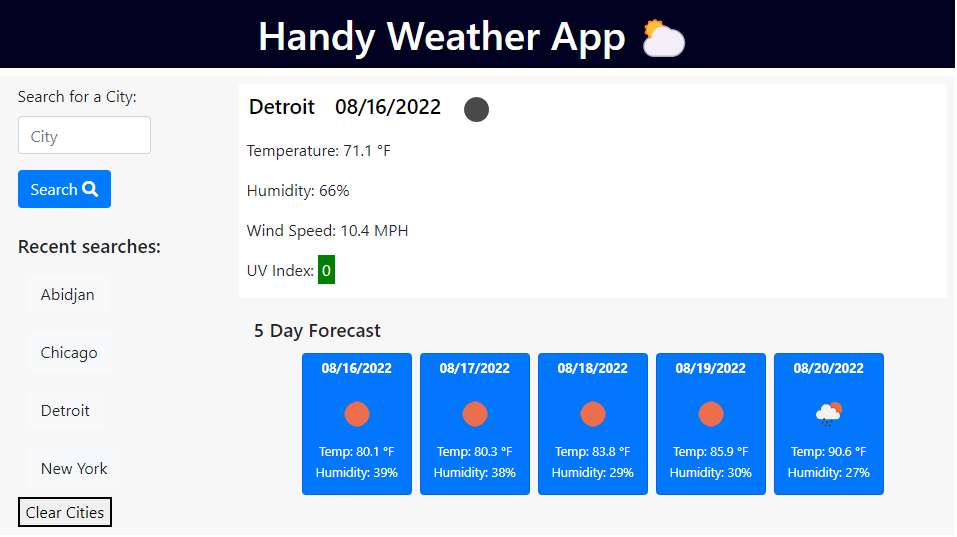 Handy Weather App
Search for a City:
City
Search
Recent searches:
Abidjan
Chicago
Detroit
New York
Clear Cities
Detroit 08/16/2022
Temperature: 71.1 °F
Humidity: 66%
Wind Speed: 10.4 MPH
UV Index: 0
5 Day Forecast
08/16/2022
Temp: 80.1 °F
Humidity: 39%
08/17/2022
Temp: 80.3 °F
Humidity: 38%
08/18/2022
Temp: 83.8 °F
Humidity: 29%
08/19/2022
Temp: 85.9 °F
Humidity: 30%
08/20/2022
Temp: 90.6 °F
Humidity: 27%